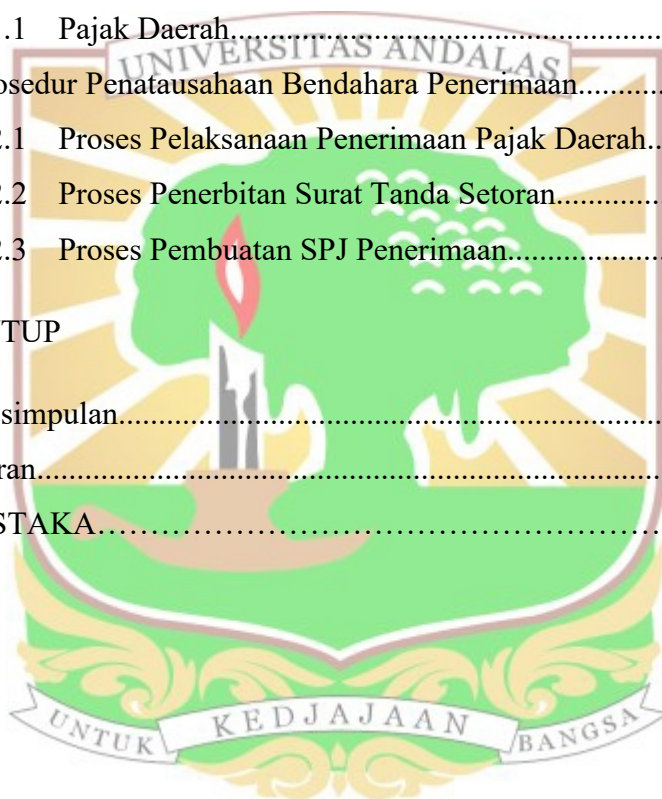 .1 Pajak Daerah..................................................
UNIVERSITAS ANDALAS
osedur Penatausahaan Bendahara Penerimaan...........
2.1 Proses Pelaksanaan Penerimaan Pajak Daerah..
2.2 Proses Penerbitan Surat Tanda Setoran..............
2.3 Proses Pembuatan SPJ Penerimaan....................
TUP
simpulan..................................................
ran..................................................
STAKA……………………………………………
UNTUK KEDJAJAAN BANGSA